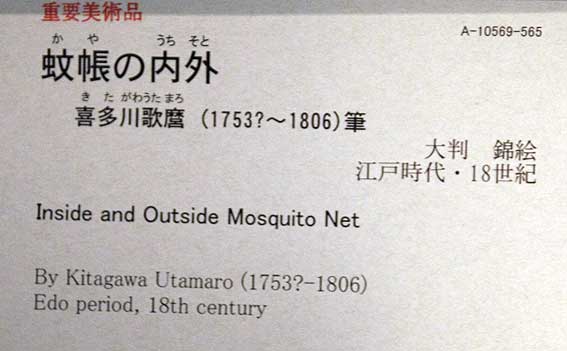 重要美術品
A-10569-565
かや うちそと
蚊帳の内外
きたがわうたまろ
喜多川歌麿 (1753?～1806)筆
大判 錦絵
江戸時代・18世紀
Inside and Outside Mosquito Net
By Kitagawa Utamaro (1753?-1806)
Edo period, 18th century